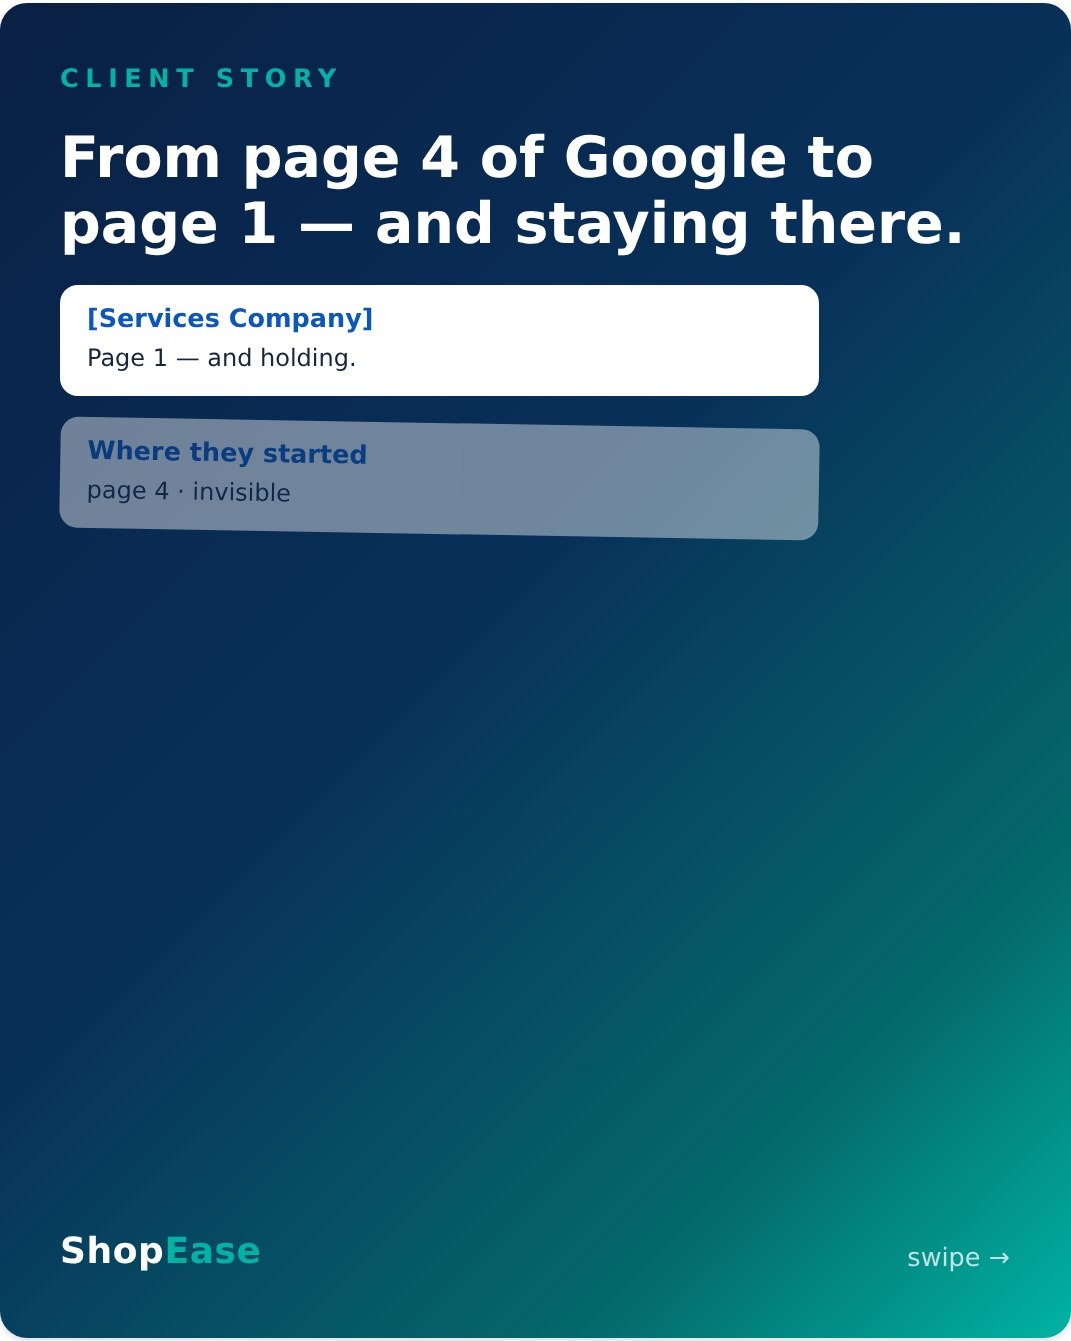 CLIENT STORY
From page 4 of Google to
page 1 — and staying there.
[Services Company]
Page 1 — and holding.
Where they started
page 4 · invisible
ShopEase
swipe →